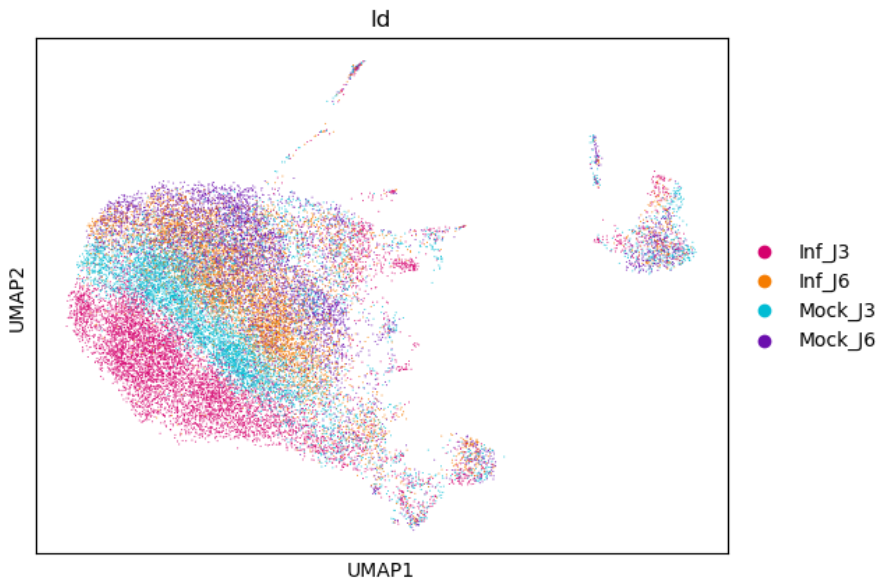 Id
UMAP2
UMAP1
Inf_J3
Inf_J6
Mock_J3
Mock_J6